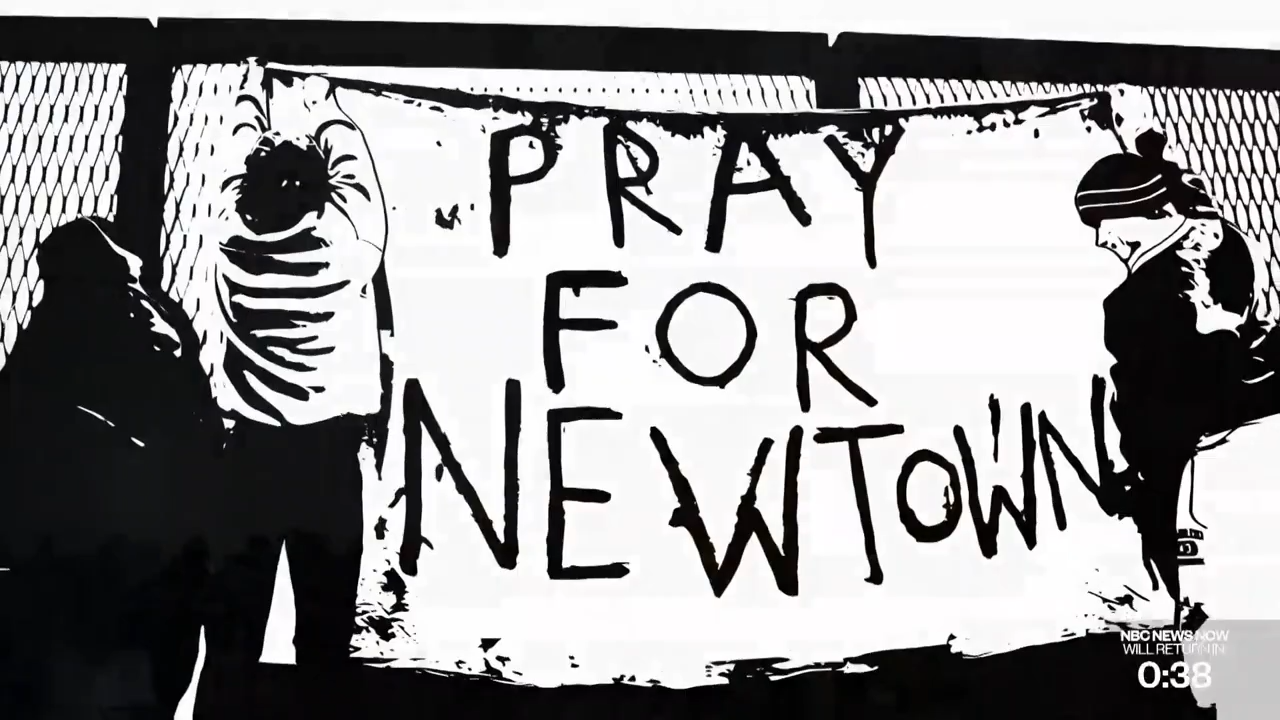 PRAY
FOR
NEWTOWN
NBC NEWS NOW
WILL RETURN IN
0:38